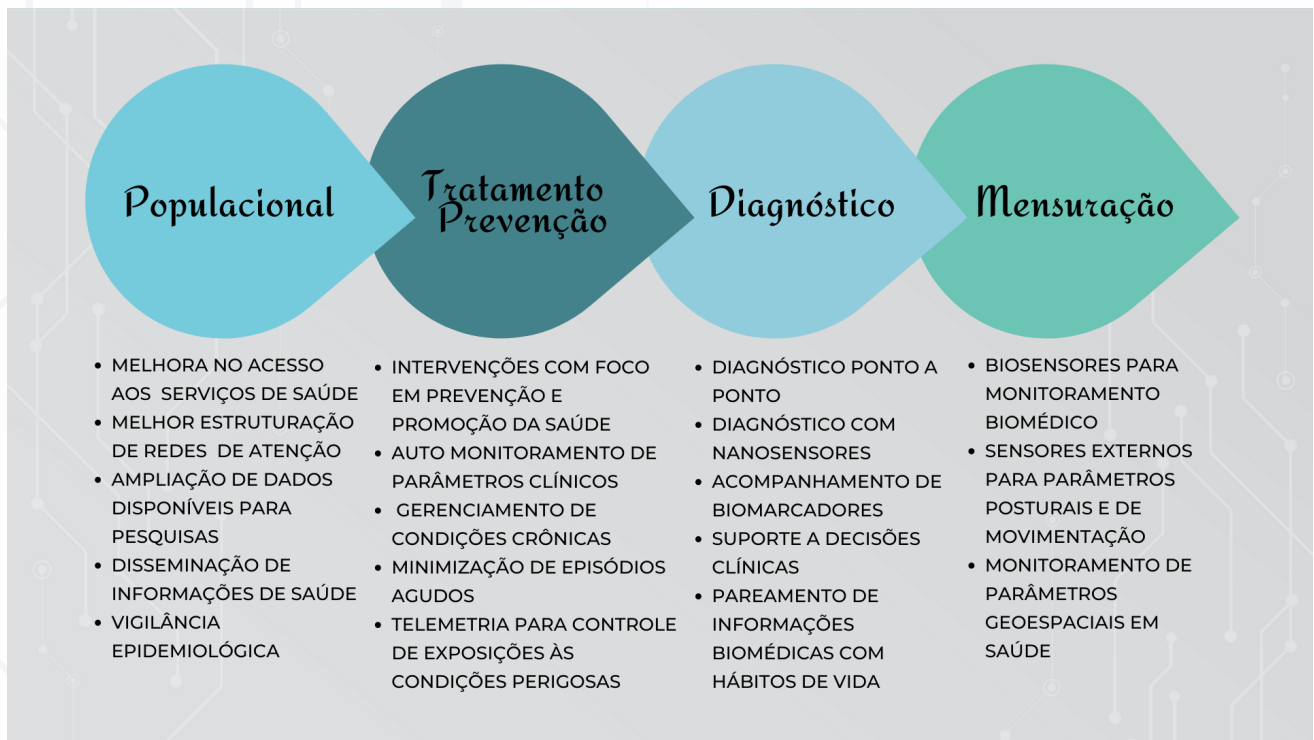 Populacional
Tratamento
Prevenção
Diagnóstico
Mensuração
• MELHORA NO ACESSO
AOS SERVIÇOS DE SAÚDE
• MELHOR ESTRUTURAÇÃO
DE REDES DE ATENÇÃO
• AMPLIAÇÃO DE DADOS
DISPONÍVEIS PARA
PESQUISAS
• DISSEMINAÇÃO DE
INFORMAÇÕES DE SAÚDE
• VIGILÂNCIA
EPIDEMIOLÓGICA
• INTERVENÇÕES COM FOCO
EM PREVENÇÃO E
PROMOÇÃO DA SAÚDE
• AUTO MONITORAMENTO DE
PARÂMETROS CLÍNICOS
• GERENCIAMENTO DE
CONDIÇÕES CRÔNICAS
• MINIMIZAÇÃO DE EPISÓDIOS
AGUDOS
• TELEMETRIA PARA CONTROLE
DE EXPOSIÇÕES ÀS
CONDIÇÕES PERIGOSAS
• DIAGNÓSTICO PONTO A
PONTO
• DIAGNÓSTICO COM
NANOSENSORES
• ACOMPANHAMENTO DE
BIOMARCADORES
• SUPORTE A DECISÕES
CLÍNICAS
• PAREAMENTO DE
INFORMAÇÕES
BIOMÉDICAS COM
HÁBITOS DE VIDA
• BIOSENSORES PARA
MONITORAMENTO
BIOMÉDICO
• SENSORES EXTERNOS
PARA PARÂMETROS
POSTURAIS E DE
MOVIMENTAÇÃO
• MONITORAMENTO DE
PARÂMETROS
GEOESPACIAIS EM
SAÚDE